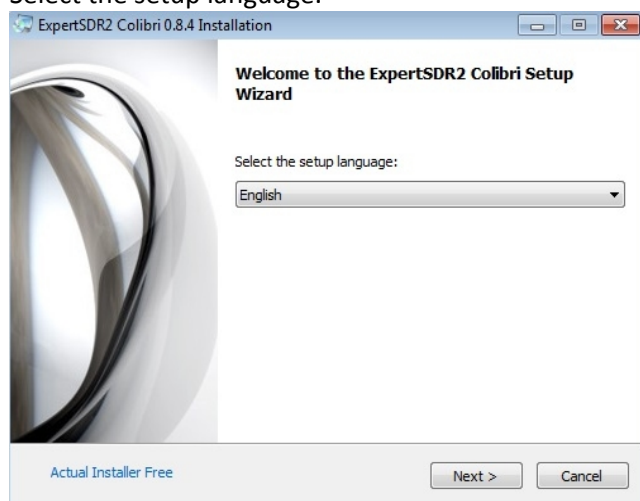 Select the setup language:
ExpertSDR2 Colibri 0.8.4 Installation
Welcome to the ExpertSDR2 Colibri Setup
Wizard
Select the setup language:
English
Actual Installer Free
Next >
Cancel